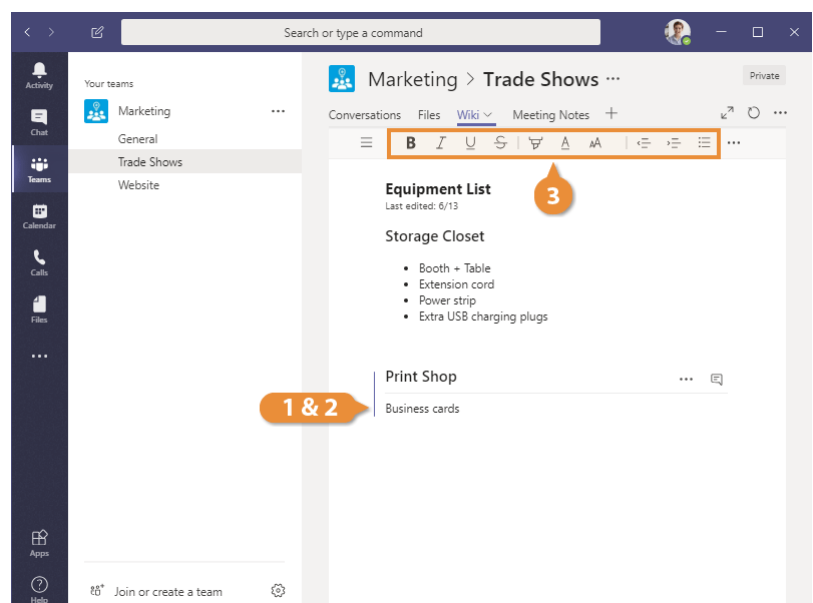 Search or type a command
Activity
Chat
Teams
Calendar
Calls
Files
Apps
Help
Your teams
Marketing
General
Trade Shows
Website
Join or create a team
Marketing > Trade Shows
Private
Conversations Files Wiki Meeting Notes
B I U S A AA
3
Equipment List
Last edited: 6/13
Storage Closet
• Booth + Table
• Extension cord
• Power strip
• Extra USB charging plugs
Print Shop
1 & 2
Business cards